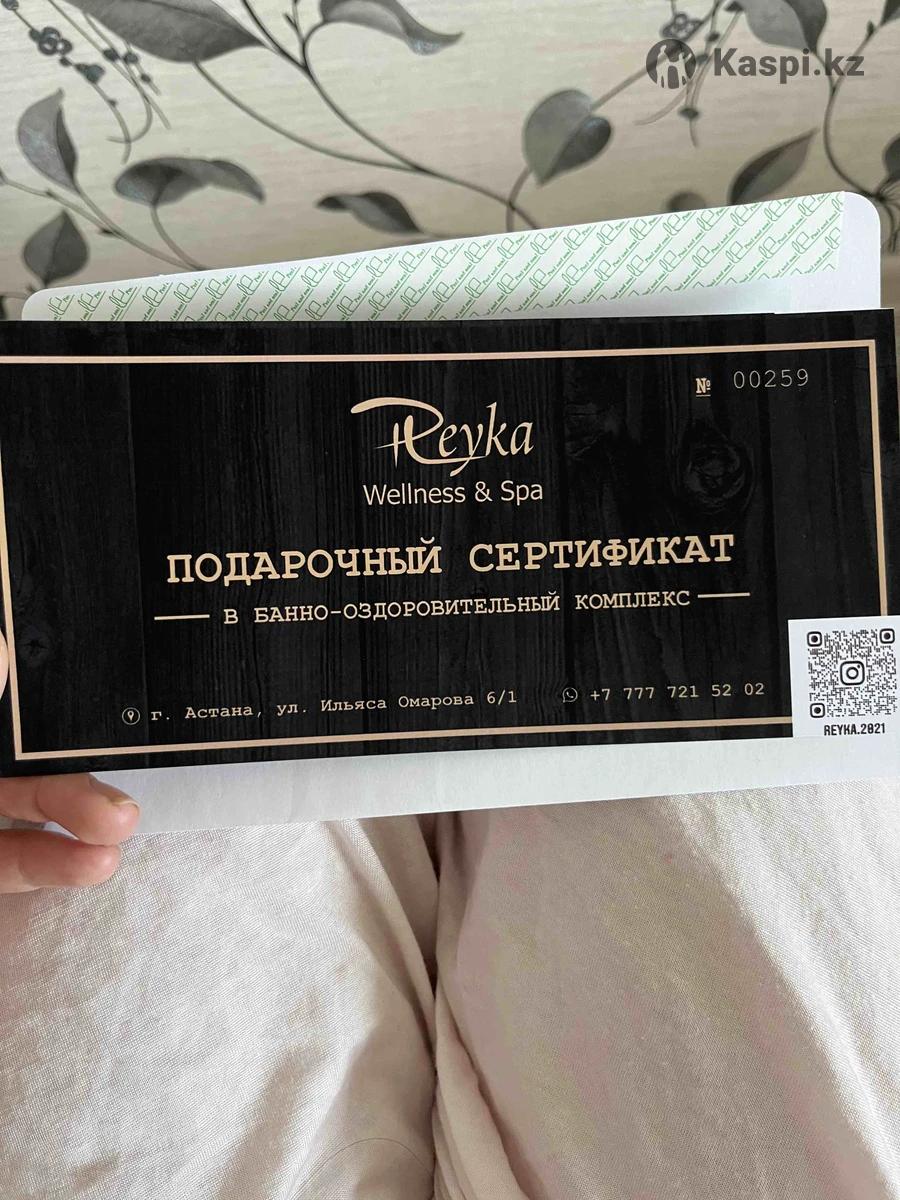 Kaspi.kz
№ 00259
Reyka
Wellness & Spa
ПОДАРОЧНЫЙ СЕРТИФИКАТ
В БАННО-ОЗДОРОВИТЕЛЬНЫЙ КОМПЛЕКС
г. Астана, ул. Ильяса Омарова 6/1
+7 777 721 52 02
REYKA.2021